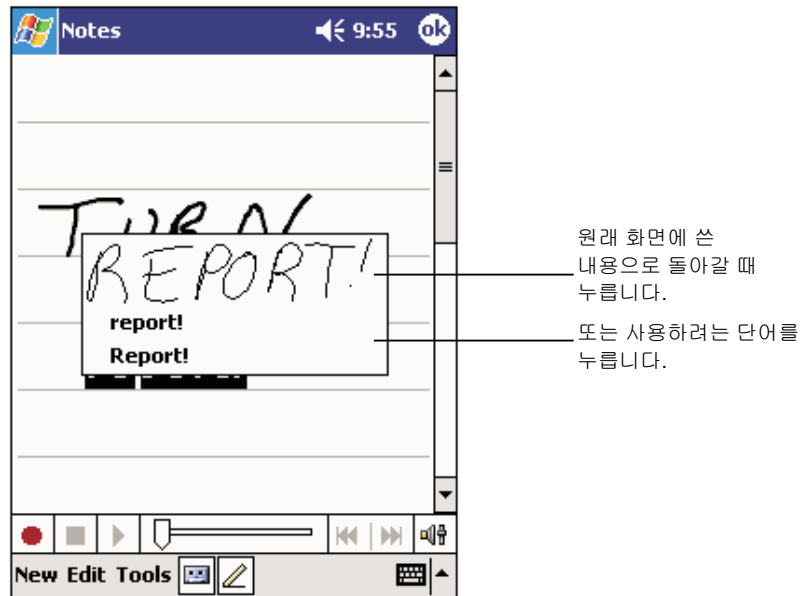 Notes 9:55 ok
TURN
REPORT!
report!
Report!
원래 화면에 쓴
내용으로 돌아갈 때
누릅니다.
또는 사용하려는 단어를
누릅니다.
New Edit Tools